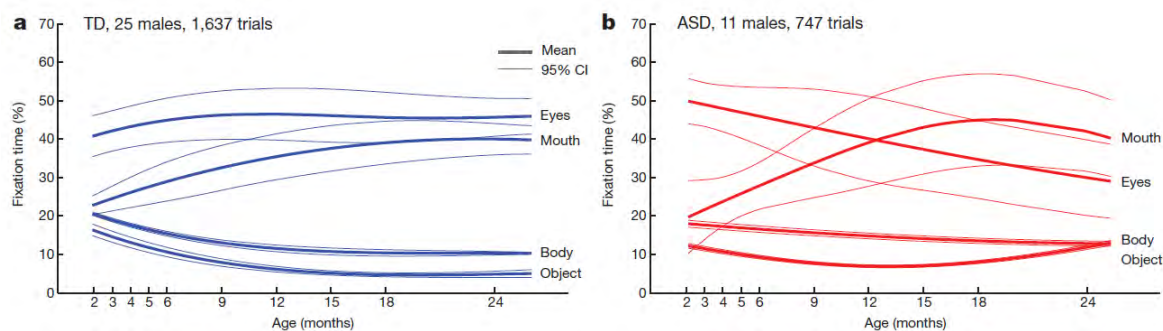 a TD, 25 males, 1,637 trials
Mean
95% CI
Fixation time (%)
70
60
50
40
30
20
10
0
Eyes
Mouth
Body
Object
2 3 4 5 6 9 12 15 18 24
Age (months)
b ASD, 11 males, 747 trials
Fixation time (%)
70
60
50
40
30
20
10
0
Mouth
Eyes
Body
Object
2 3 4 5 6 9 12 15 18 24
Age (months)